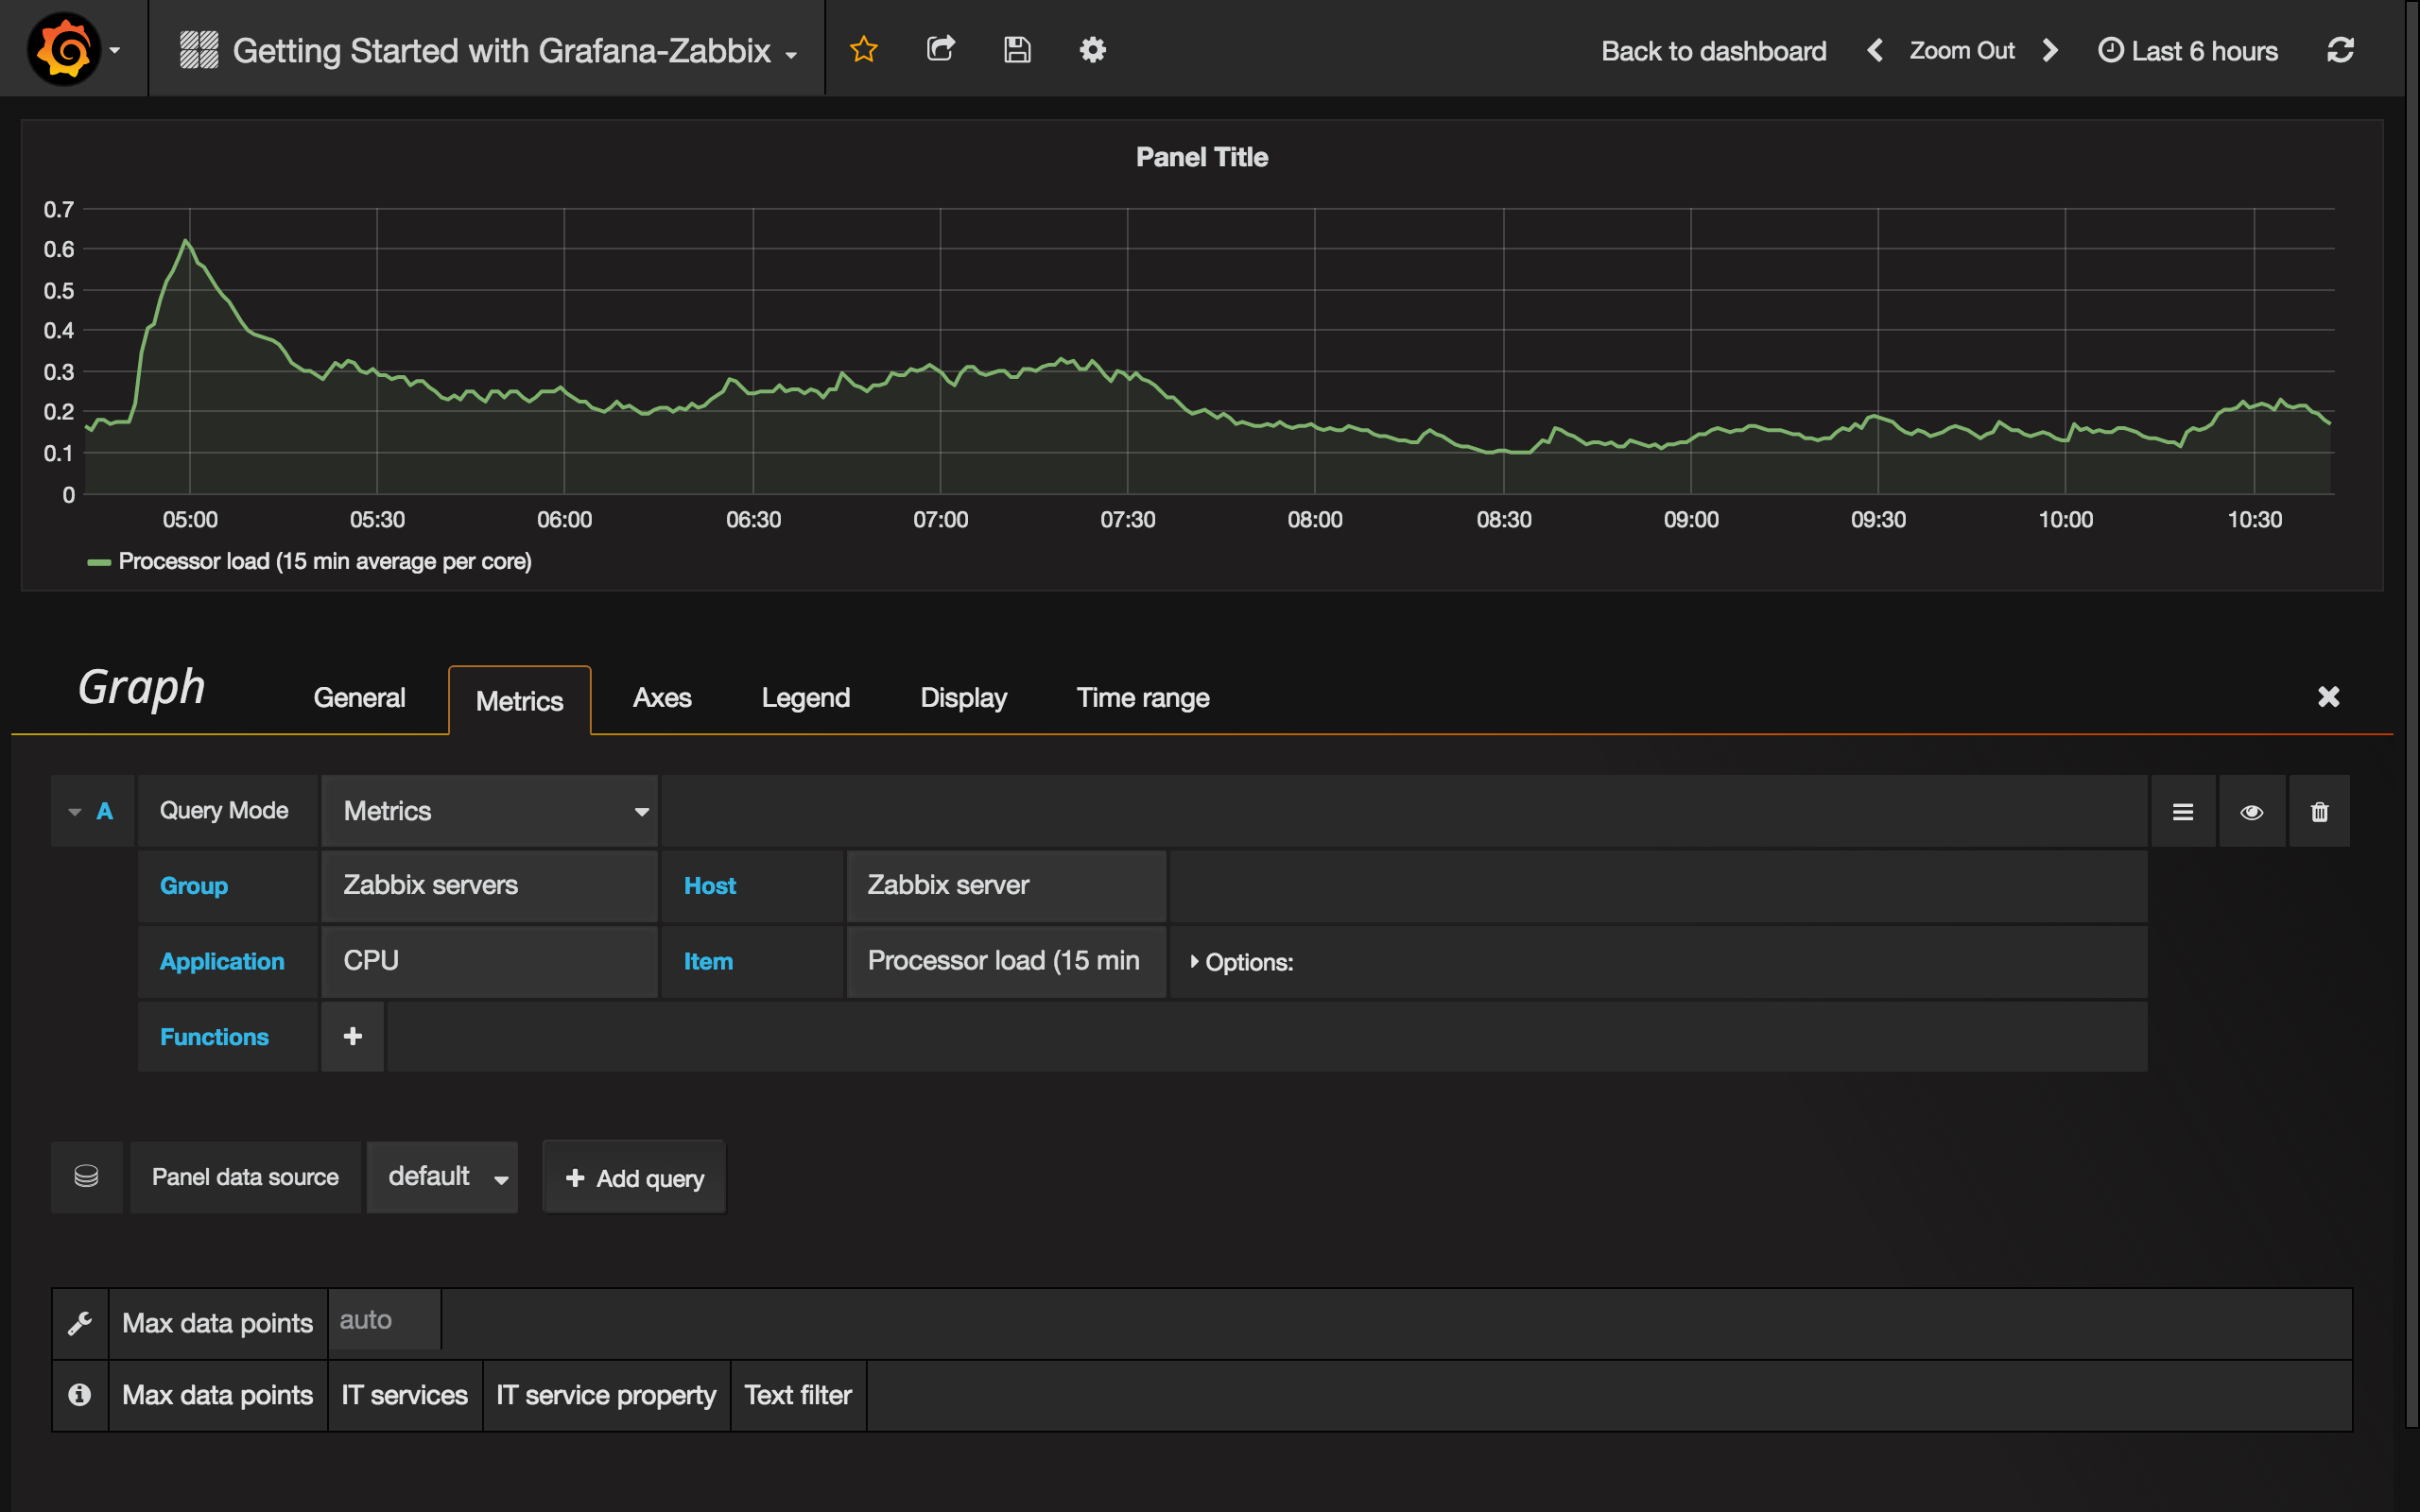 Getting Started with Grafana-Zabbix
Back to dashboard Zoom Out Last 6 hours
Panel Title
0.7
0.6
0.5
0.4
0.3
0.2
0.1
0
05:00 05:30 06:00 06:30 07:00 07:30 08:00 08:30 09:00 09:30 10:00 10:30
Processor load (15 min average per core)
Graph General Metrics Axes Legend Display Time range
A Query Mode Metrics
Group Zabbix servers Host Zabbix server
Application CPU Item Processor load (15 min Options:
Functions
Panel data source default Add query
Max data points auto
Max data points IT services IT service property Text filter